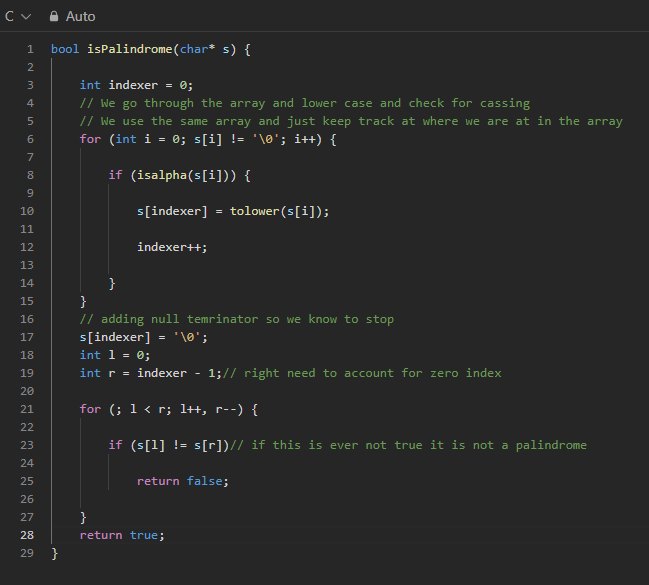 C Auto
1 bool isPalindrome(char* s) {
2
3 int indexer = 0;
4 // We go through the array and lower case and check for cassing
5 // We use the same array and just keep track at where we are at in the array
6 for (int i = 0; s[i] != '\0'; i++) {
7
8 if (isalpha(s[i])) {
9
10 s[indexer] = tolower(s[i]);
11
12 indexer++;
13
14 }
15 }
16 // adding null temrinator so we know to stop
17 s[indexer] = '\0';
18 int l = 0;
19 int r = indexer - 1;// right need to account for zero index
20
21 for (; l < r; l++, r--) {
22
23 if (s[l] != s[r])// if this is ever not true it is not a palindrome
24
25 return false;
26
27 }
28 return true;
29 }